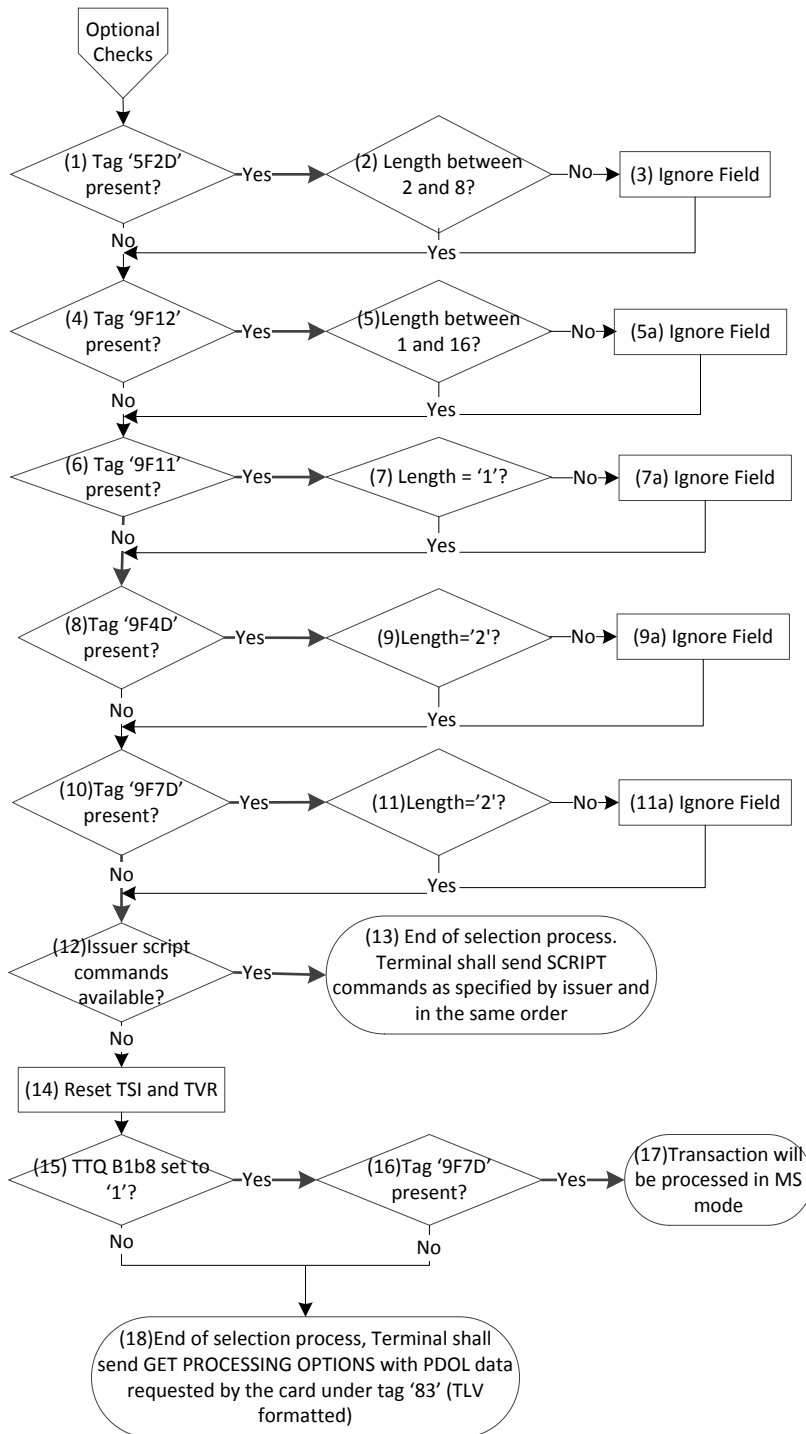 Optional
Checks
(1) Tag ‘5F2D’
present?
Yes
(2) Length between
2 and 8?
No
(3) Ignore Field
No
Yes
(4) Tag ‘9F12’
present?
Yes
(5)Length between
1 and 16?
No
(5a) Ignore Field
No
Yes
(6) Tag ‘9F11’
present?
Yes
(7) Length = ‘1’?
No
(7a) Ignore Field
No
Yes
(8)Tag ‘9F4D’
present?
Yes
(9)Length=’2'?
No
(9a) Ignore Field
No
Yes
(10)Tag ‘9F7D’
present?
Yes
(11)Length=’2'?
No
(11a) Ignore Field
No
Yes
(12)Issuer script
commands
available?
Yes
(13) End of selection process.
Terminal shall send SCRIPT
commands as specified by issuer and
in the same order
No
(14) Reset TSI and TVR
(15) TTQ B1b8 set to
‘1’?
Yes
(16)Tag ‘9F7D’
present?
Yes
(17)Transaction will
be processed in MS
mode
No
No
(18)End of selection process, Terminal shall
send GET PROCESSING OPTIONS with PDOL data
requested by the card under tag ‘83’ (TLV
formatted)